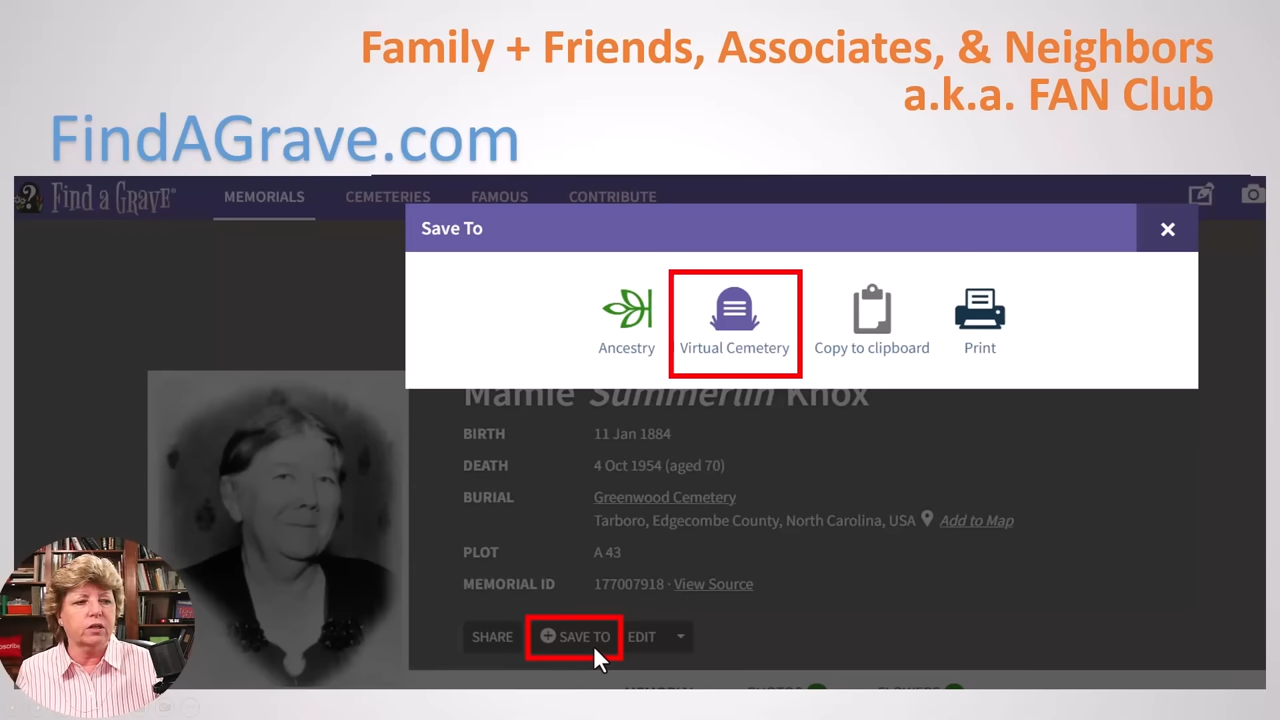 Family + Friends, Associates, & Neighbors
a.k.a. FAN Club
FindAGrave.com
Find a Grave®
MEMORIALS
CEMETERIES
FAMOUS
CONTRIBUTE
Save To
Ancestry
Virtual Cemetery
Copy to clipboard
Print
Mamie Summerlin Knox
BIRTH 11 Jan 1884
DEATH 4 Oct 1954 (aged 70)
BURIAL Greenwood Cemetery
Tarboro, Edgecombe County, North Carolina, USA Add to Map
PLOT A 43
MEMORIAL ID 177007918 · View Source
SHARE
SAVE TO
EDIT